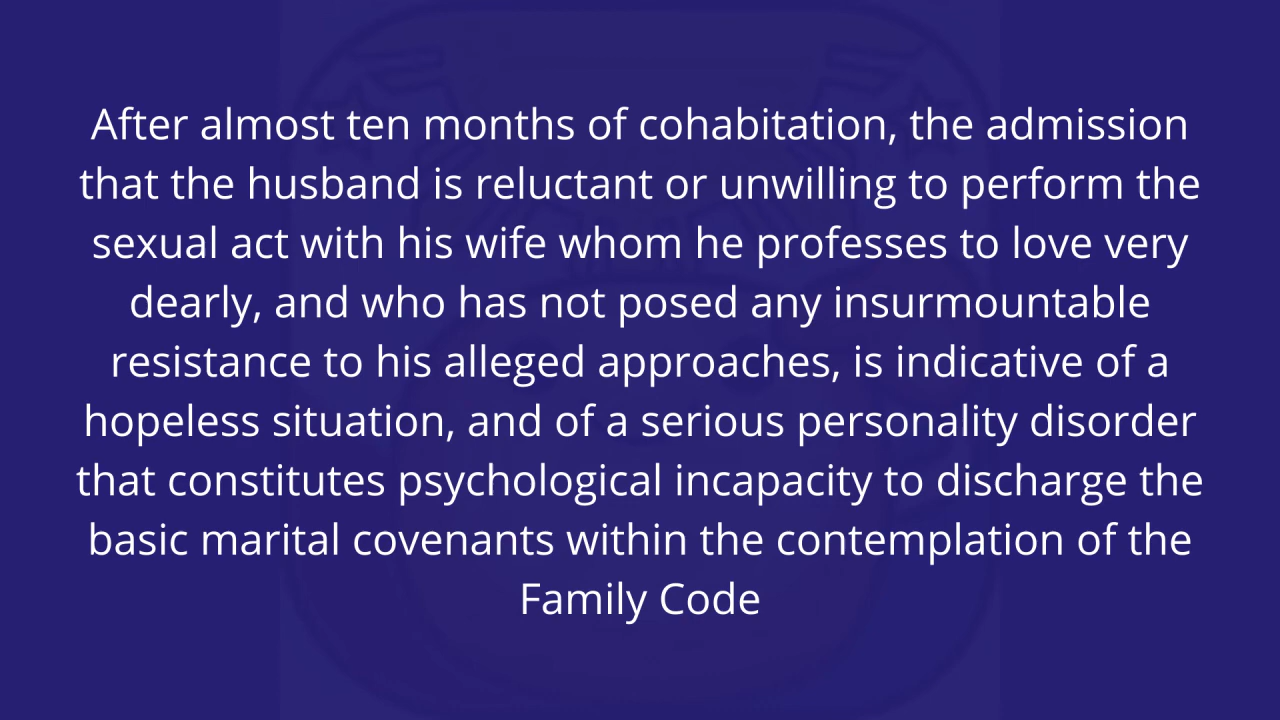 After almost ten months of cohabitation, the admission
that the husband is reluctant or unwilling to perform the
sexual act with his wife whom he professes to love very
dearly, and who has not posed any insurmountable
resistance to his alleged approaches, is indicative of a
hopeless situation, and of a serious personality disorder
that constitutes psychological incapacity to discharge the
basic marital covenants within the contemplation of the
Family Code